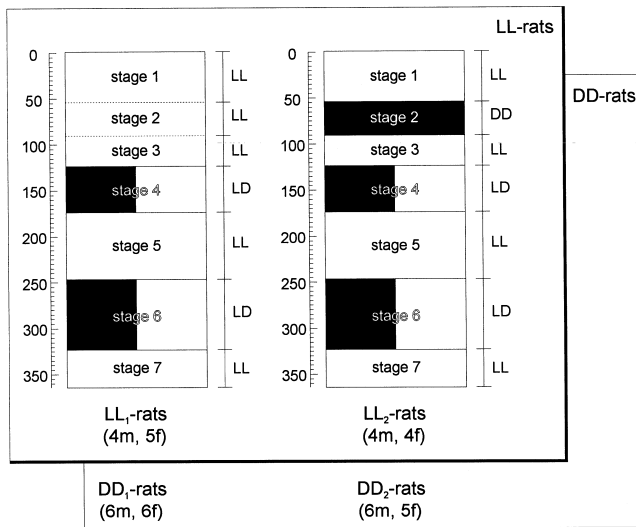 LL-rats
DD-rats
0
50
100
150
200
250
300
350
stage 1
stage 2
stage 3
stage 4
stage 5
stage 6
stage 7
LL
LL
LL
LD
LL
LD
LL
LL₁-rats
(4m, 5f)
0
50
100
150
200
250
300
350
stage 1
stage 2
stage 3
stage 4
stage 5
stage 6
stage 7
LL
DD
LL
LD
LL
LD
LL
LL₂-rats
(4m, 4f)
DD₁-rats
(6m, 6f)
DD₂-rats
(6m, 5f)